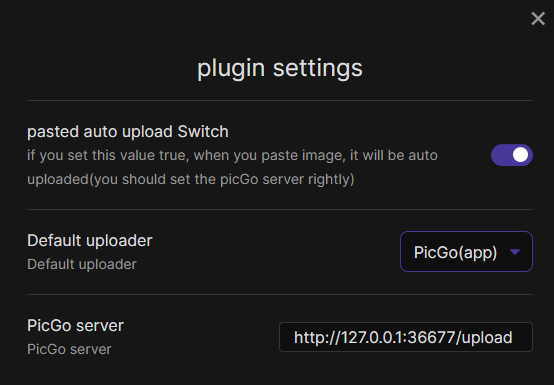 plugin settings
pasted auto upload Switch
if you set this value true, when you paste image, it will be auto
uploaded(you should set the picGo server rightly)
Default uploader
Default uploader
PicGo(app)
PicGo server
PicGo server
http://127.0.0.1:36677/upload